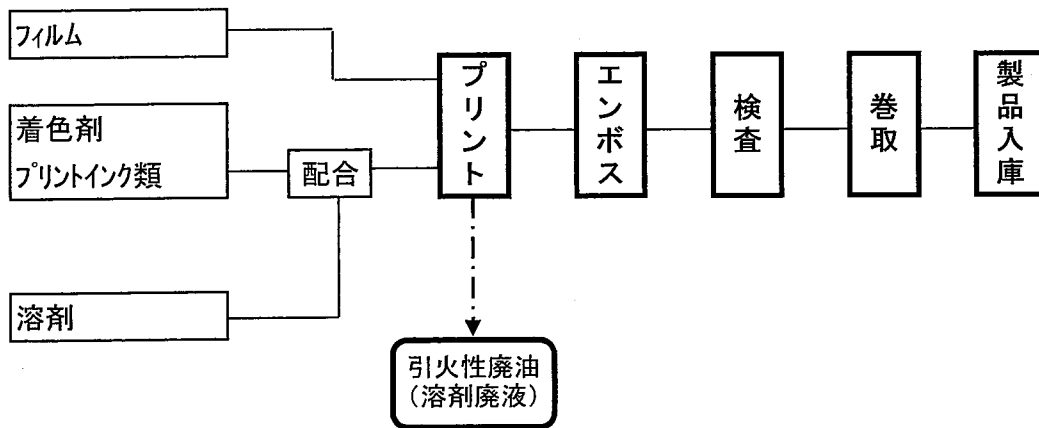 フィルム
着色剤
プリントインク類
配合
溶剤
プリント
エンボス
検査
巻取
製品入庫
引火性廃油
(溶剤廃液)